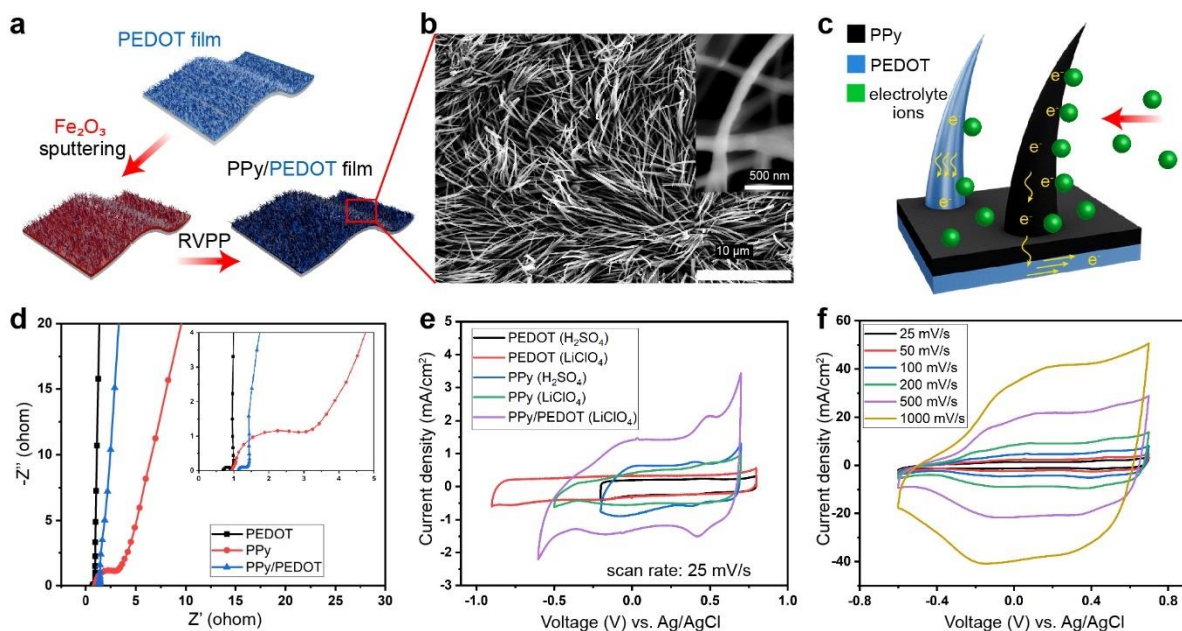 a
PEDOT film
Fe₂O₃
sputtering
PPy/PEDOT film
RVPP
b
500 nm
10 μm
c
PPy
PEDOT
electrolyte
ions
e⁻
e⁻
e⁻
e⁻
e⁻
e⁻
e⁻
e⁻
d
20
15
10
5
0
0
5
10
15
20
25
30
-Z'' (ohom)
Z' (ohom)
4
3
2
1
0
0
1
2
3
4
5
PEDOT
PPy
PPy/PEDOT
e
5
4
3
2
1
0
-1
-2
-3
Current density (mA/cm²)
PEDOT (H₂SO₄)
PEDOT (LiClO₄)
PPy (H₂SO₄)
PPy (LiClO₄)
PPy/PEDOT (LiClO₄)
scan rate: 25 mV/s
-1.0
-0.5
0.0
0.5
1.0
Voltage (V) vs. Ag/AgCl
f
60
40
20
0
-20
-40
Current density (mA/cm²)
25 mV/s
50 mV/s
100 mV/s
200 mV/s
500 mV/s
1000 mV/s
-0.8
-0.4
0.0
0.4
0.8
Voltage (V) vs. Ag/AgCl